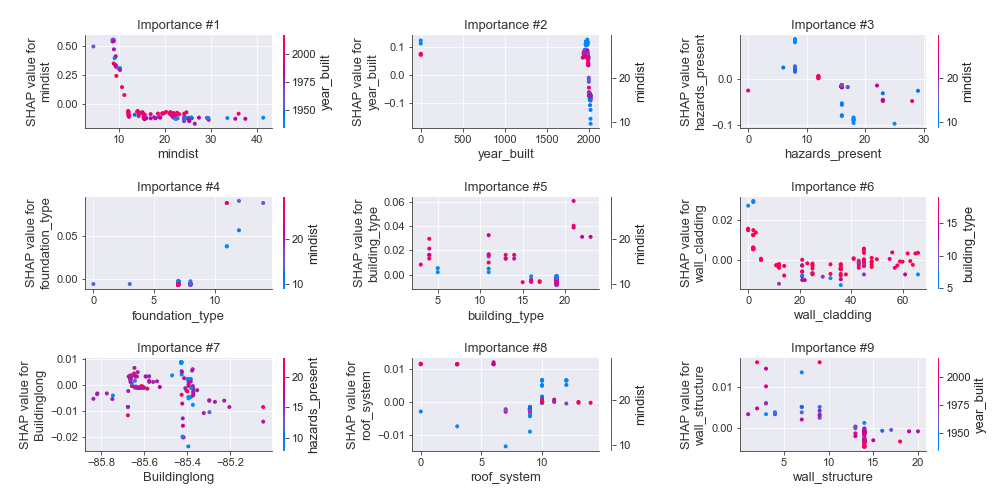 Importance #1
Importance #2
Importance #3
SHAP value for
mindist
0.50
0.25
0.00
10
20
30
40
mindist
2000
1975
1950
year_built
SHAP value for
year_built
0.1
0.0
−0.1
0
500
1000
1500
2000
year_built
20
10
mindist
SHAP value for
hazards_present
0.0
−0.1
0
10
20
30
hazards_present
20
10
mindist
Importance #4
Importance #5
Importance #6
SHAP value for
foundation_type
0.05
0.00
0
5
10
foundation_type
20
10
mindist
SHAP value for
building_type
0.06
0.04
0.02
0.00
5
10
15
20
building_type
20
10
mindist
SHAP value for
wall_cladding
0.02
0.00
0
20
40
60
wall_cladding
15
10
5
building_type
Importance #7
Importance #8
Importance #9
SHAP value for
Buildinglong
0.01
0.00
−0.01
−0.02
−85.8
−85.6
−85.4
−85.2
Buildinglong
20
15
10
hazards_present
SHAP value for
roof_system
0.01
0.00
−0.01
0
10
roof_system
20
10
mindist
SHAP value for
wall_structure
0.01
0.00
5
10
15
20
wall_structure
2000
1975
1950
year_built